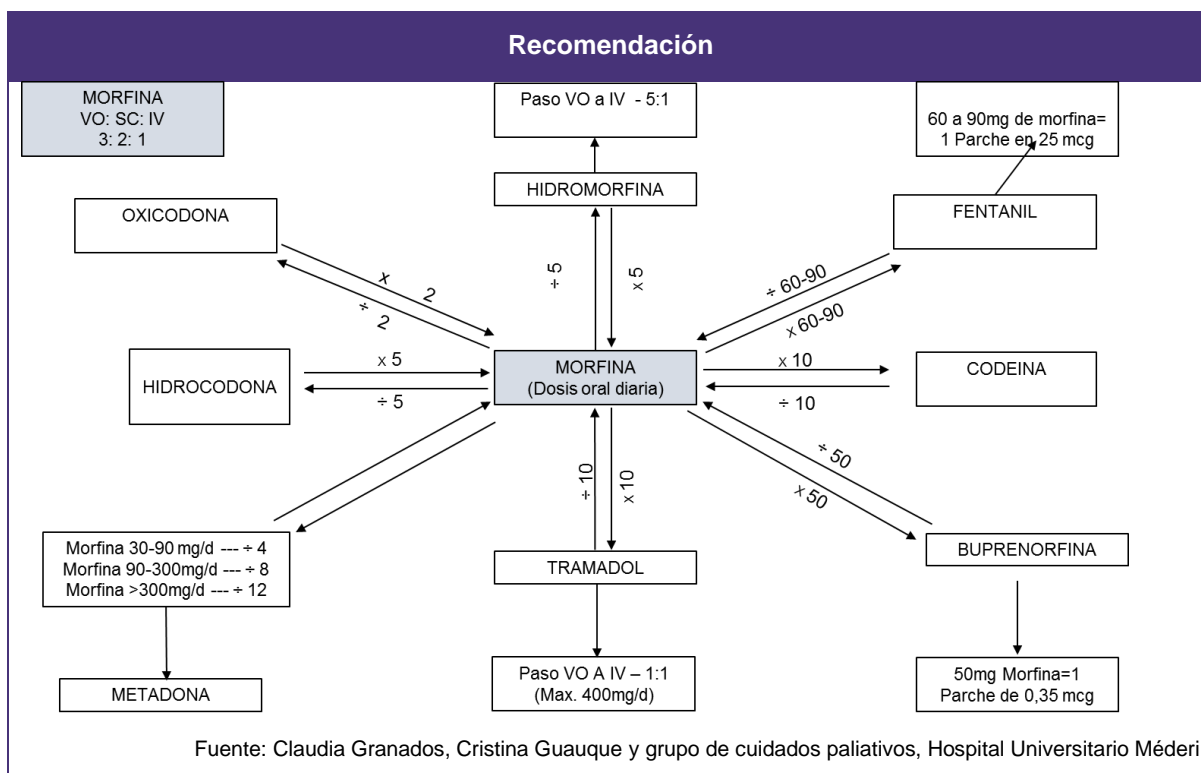 Recomendación
MORFINA
VO: SC: IV
3: 2: 1
Paso VO a IV - 5:1
60 a 90mg de morfina=
1 Parche en 25 mcg
HIDROMORFINA
OXICODONA
FENTANIL
x 2
÷ 2
÷ 5
x 5
÷ 60-90
x 60-90
HIDROCODONA
x 5
÷ 5
MORFINA
(Dosis oral diaria)
x 10
÷ 10
CODEINA
÷ 10
x 10
÷ 50
x 50
Morfina 30-90 mg/d --- ÷ 4
Morfina 90-300mg/d --- ÷ 8
Morfina >300mg/d --- ÷ 12
TRAMADOL
BUPRENORFINA
METADONA
Paso VO A IV – 1:1
(Max. 400mg/d)
50mg Morfina=1
Parche de 0,35 mcg
Fuente: Claudia Granados, Cristina Guauque y grupo de cuidados paliativos, Hospital Universitario Méderi